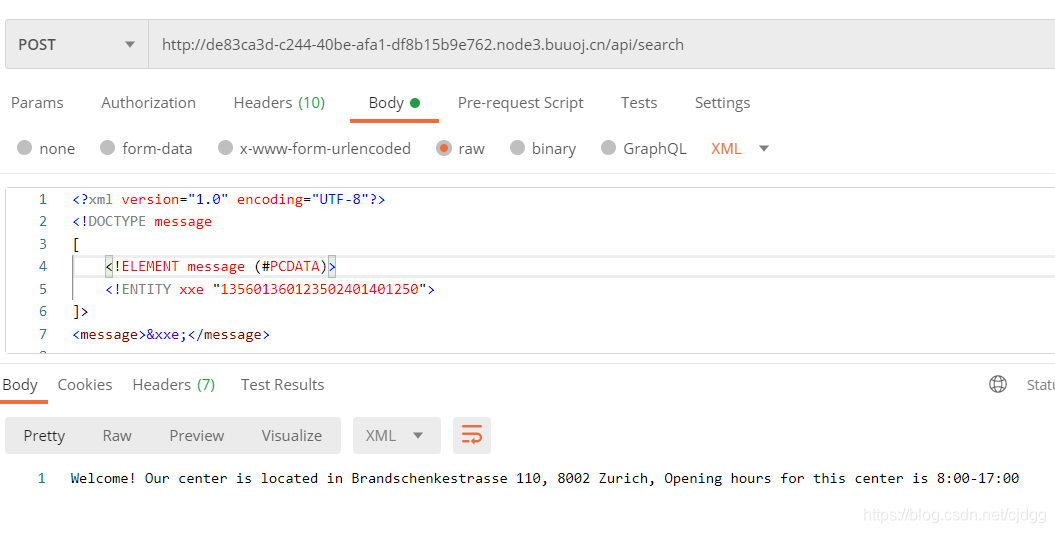 POST http://de83ca3d-c244-40be-afa1-df8b15b9e762.node3.buuoj.cn/api/search
Params Authorization Headers (10) Body Pre-request Script Tests Settings
none form-data x-www-form-urlencoded raw binary GraphQL XML
1 <?xml version="1.0" encoding="UTF-8"?>
2 <!DOCTYPE message
3 [
4 <!ELEMENT message (#PCDATA)>
5 <!ENTITY xxe "135601360123502401401250">
6 ]>
7 <message>&xxe;</message>
Body Cookies Headers (7) Test Results Statu
Pretty Raw Preview Visualize XML
1 Welcome! Our center is located in Brandschenkestrasse 110, 8002 Zurich, Opening hours for this center is 8:00-17:00
https://blog.csdn.net/cjdgg